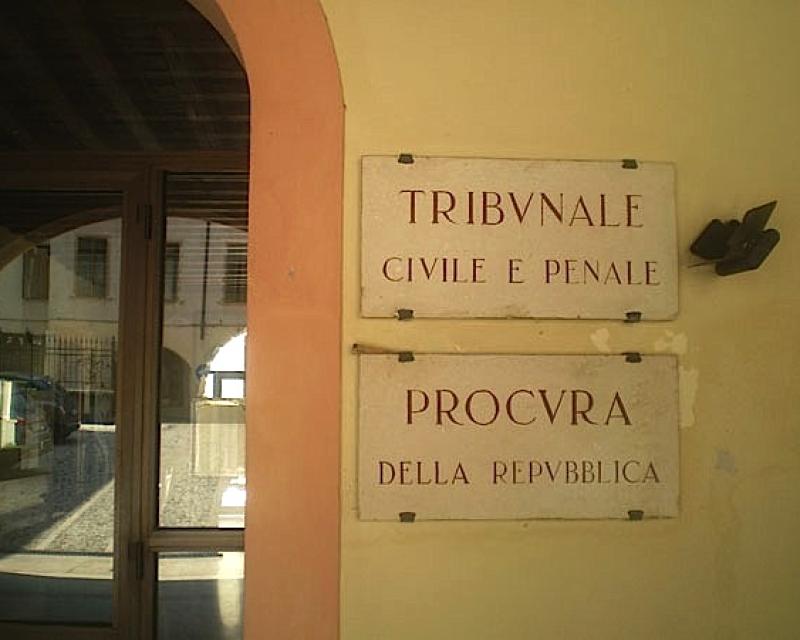 TRIBVNALE
CIVILE E PENALE
PROCVRA
DELLA REPVBBLICA